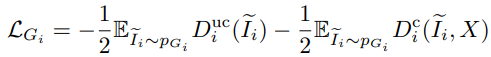 $\mathcal{L}_{G_i} = -\frac{1}{2}\mathbb{E}_{\widetilde{I}_i \sim p_{G_i}} D_i^{\mathrm{uc}}(\widetilde{I}_i) - \frac{1}{2}\mathbb{E}_{\widetilde{I}_i \sim p_{G_i}} D_i^{\mathrm{c}}(\widetilde{I}_i, X)$